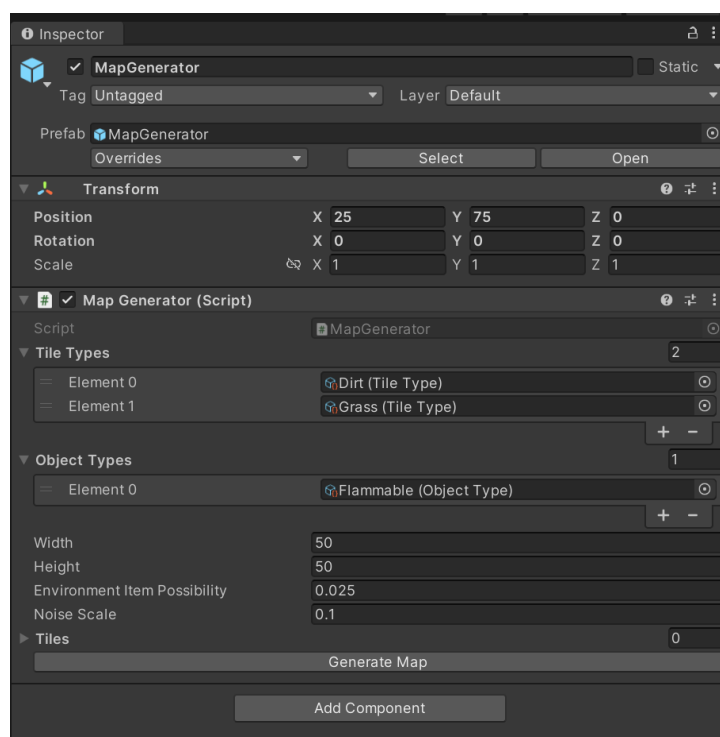 Inspector
MapGenerator Static
Tag Untagged Layer Default
Prefab MapGenerator
Overrides Select Open
Transform
Position X 25 Y 75 Z 0
Rotation X 0 Y 0 Z 0
Scale X 1 Y 1 Z 1
# Map Generator (Script)
Script # MapGenerator
Tile Types 2
= Element 0 Dirt (Tile Type)
= Element 1 Grass (Tile Type)
+ −
Object Types 1
= Element 0 Flammable (Object Type)
+ −
Width 50
Height 50
Environment Item Possibility 0.025
Noise Scale 0.1
Tiles 0
Generate Map
Add Component